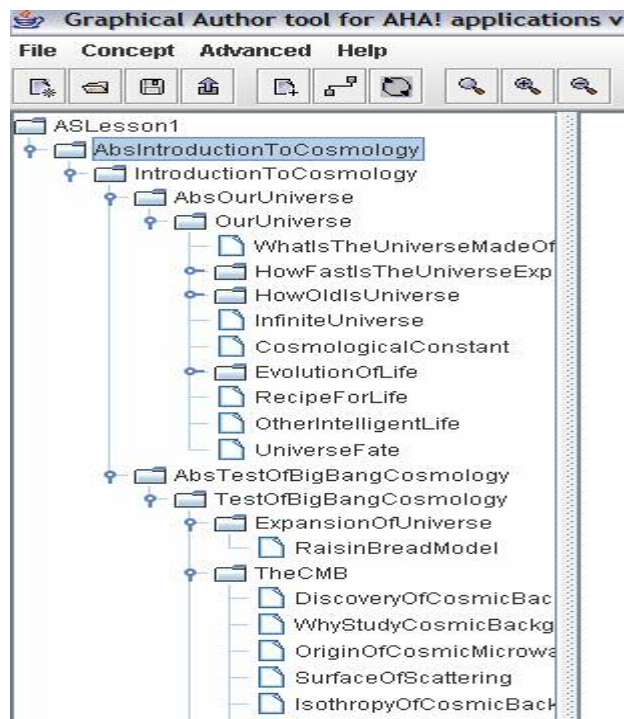 Graphical Author tool for AHA! applications v
File Concept Advanced Help
ASLesson1
AbsIntroductionToCosmology
IntroductionToCosmology
AbsOurUniverse
OurUniverse
WhatIsTheUniverseMadeOf
HowFastIsTheUniverseExp
HowOldIsUniverse
InfiniteUniverse
CosmologicalConstant
EvolutionOfLife
RecipeForLife
OtherIntelligentLife
UniverseFate
AbsTestOfBigBangCosmology
TestOfBigBangCosmology
ExpansionOfUniverse
RaisinBreadModel
TheCMB
DiscoveryOfCosmicBac
WhyStudyCosmicBackg
OriginOfCosmicMicrowa
SurfaceOfScattering
IsothropyOfCosmicBack